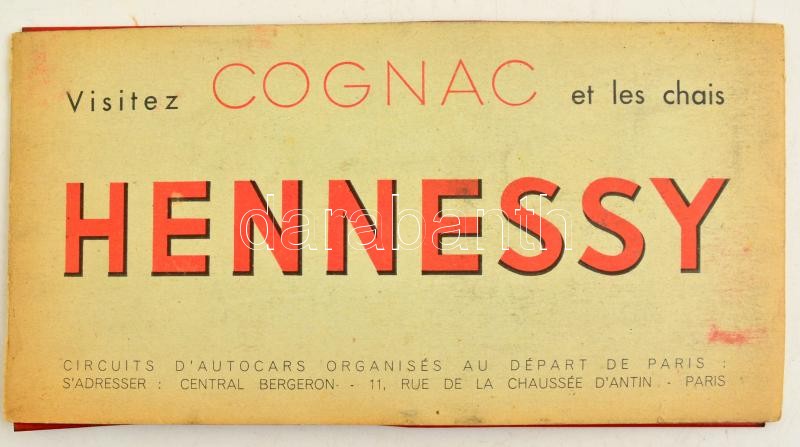 Visitez COGNAC et les chais
HENNESSY
darabanth
CIRCUITS D'AUTOCARS ORGANISÉS AU DÉPART DE PARIS :
S'ADRESSER : CENTRAL BERGERON - 11, RUE DE LA CHAUSSÉE D'ANTIN - PARIS